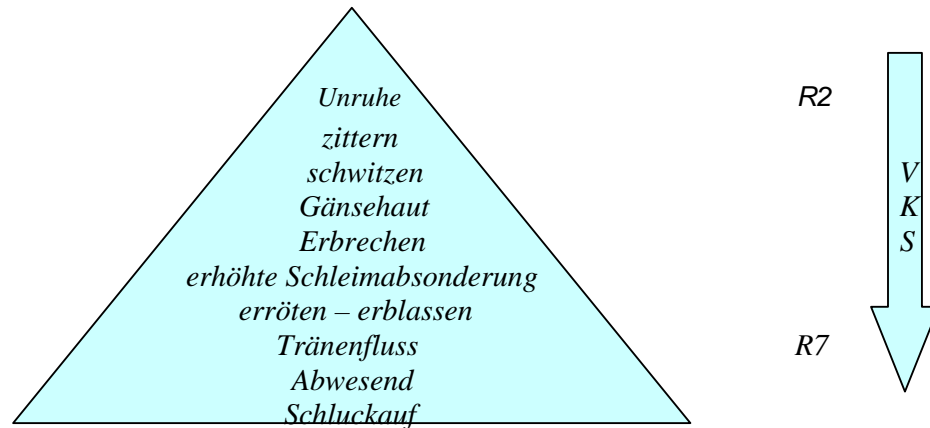 Unruhe
R2
zittern
schwitzen
Gänsehaut
Erbrechen
erhöhte Schleimabsonderung
erröten – erblassen
Tränenfluss
Abwesend
Schluckauf
R7
V
K
S